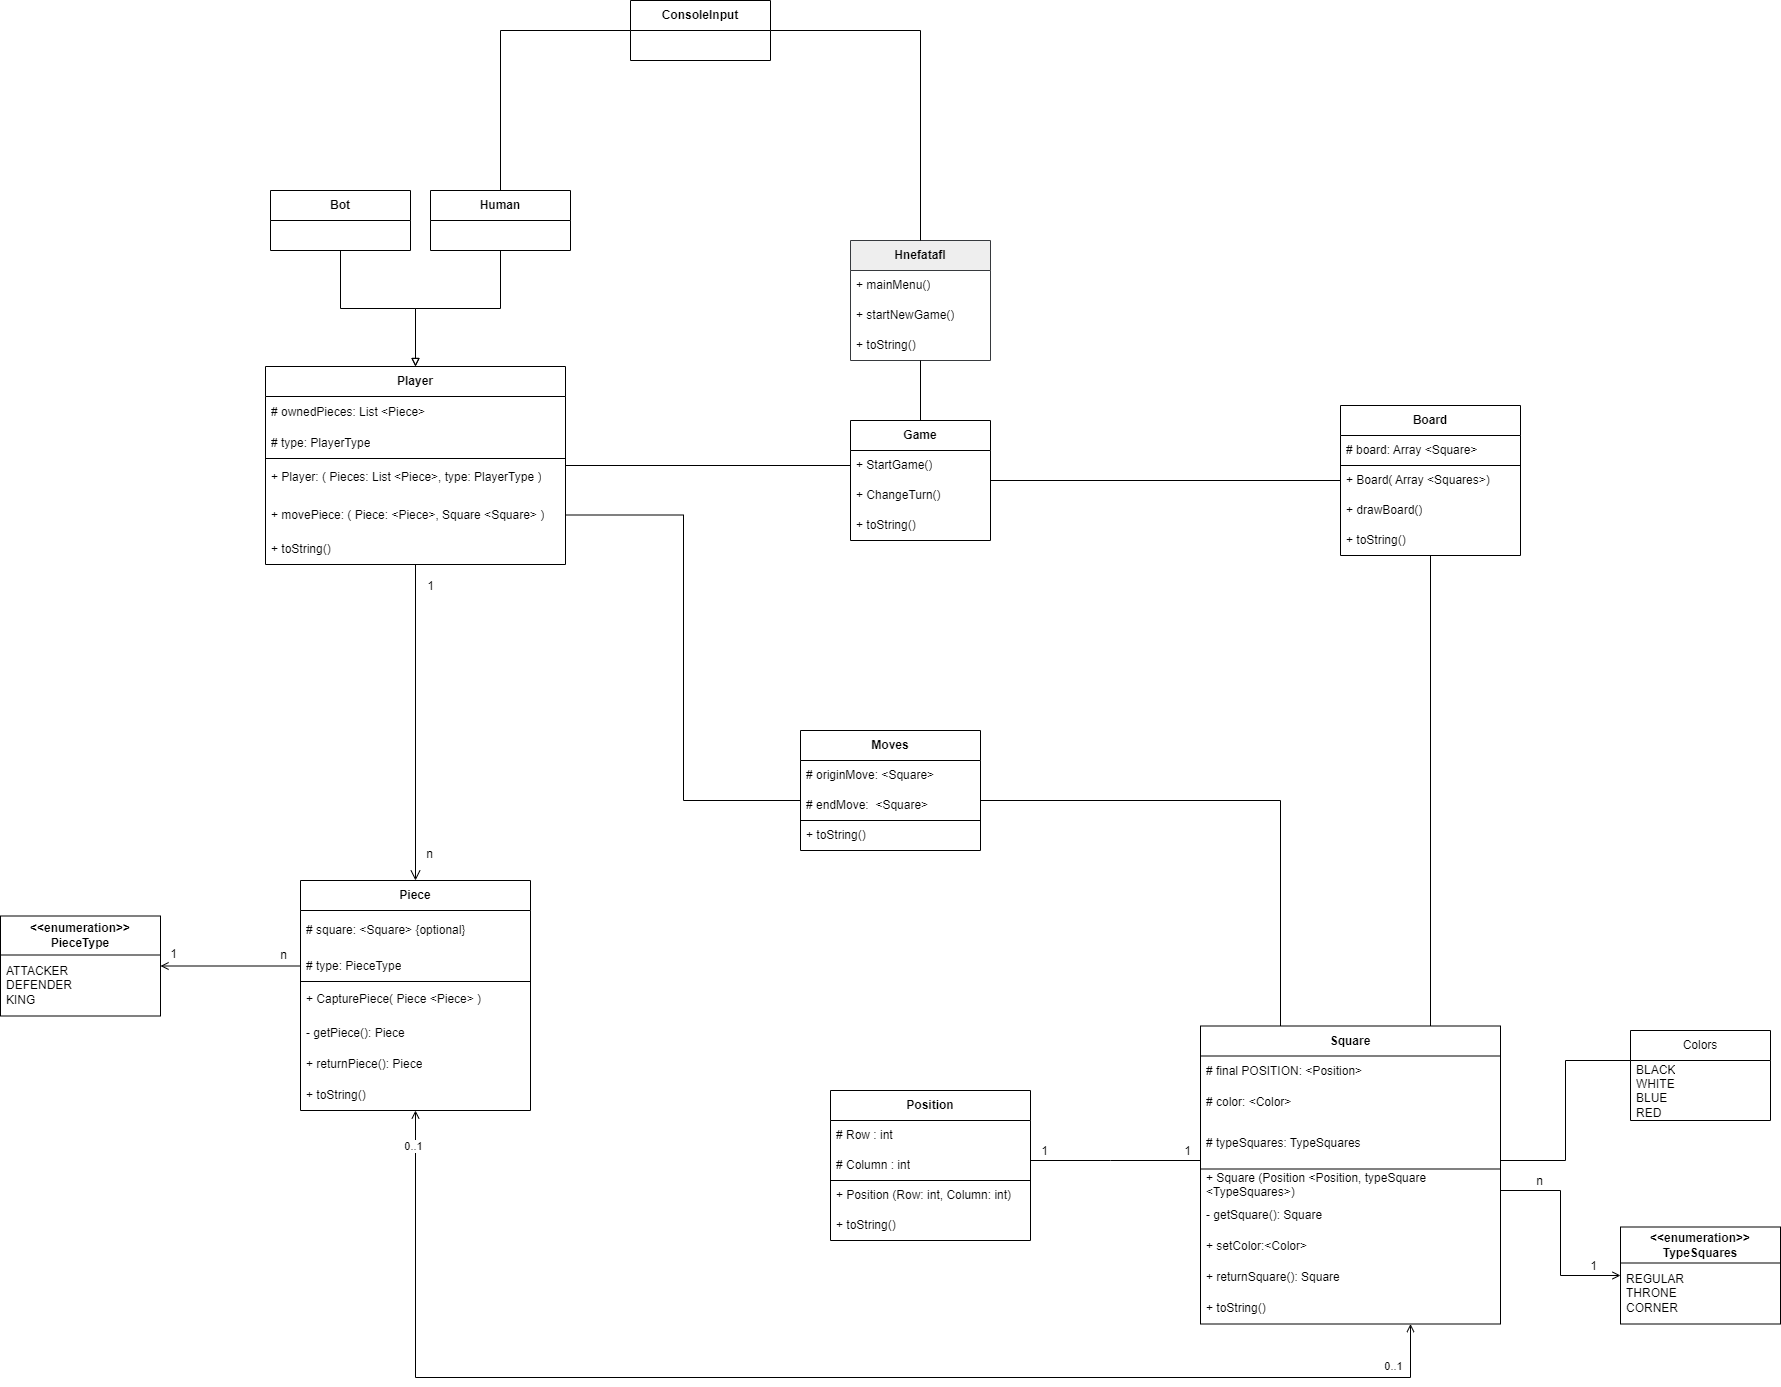 ConsoleInput
Bot
Human
Hnefatafl
+ mainMenu()
+ startNewGame()
+ toString()
Player
# ownedPieces: List <Piece>
# type: PlayerType
+ Player: ( Pieces: List <Piece>, type: PlayerType )
+ movePiece: ( Piece: <Piece>, Square <Square> )
+ toString()
Game
+ StartGame()
+ ChangeTurn()
+ toString()
Board
# board: Array <Square>
+ Board( Array <Squares>)
+ drawBoard()
+ toString()
1
n
Moves
# originMove: <Square>
# endMove:  <Square>
+ toString()
<<enumeration>>
PieceType
ATTACKER
DEFENDER
KING
1
n
Piece
# square: <Square> {optional}
# type: PieceType
+ CapturePiece( Piece <Piece> )
- getPiece(): Piece
+ returnPiece(): Piece
+ toString()
0..1
Position
# Row : int
# Column : int
+ Position (Row: int, Column: int)
+ toString()
1
1
Square
# final POSITION: <Position>
# color: <Color>
# typeSquares: TypeSquares
+ Square (Position <Position, typeSquare
<TypeSquares>)
- getSquare(): Square
+ setColor:<Color>
+ returnSquare(): Square
+ toString()
0..1
Colors
BLACK
WHITE
BLUE
RED
n
1
<<enumeration>>
TypeSquares
REGULAR
THRONE
CORNER